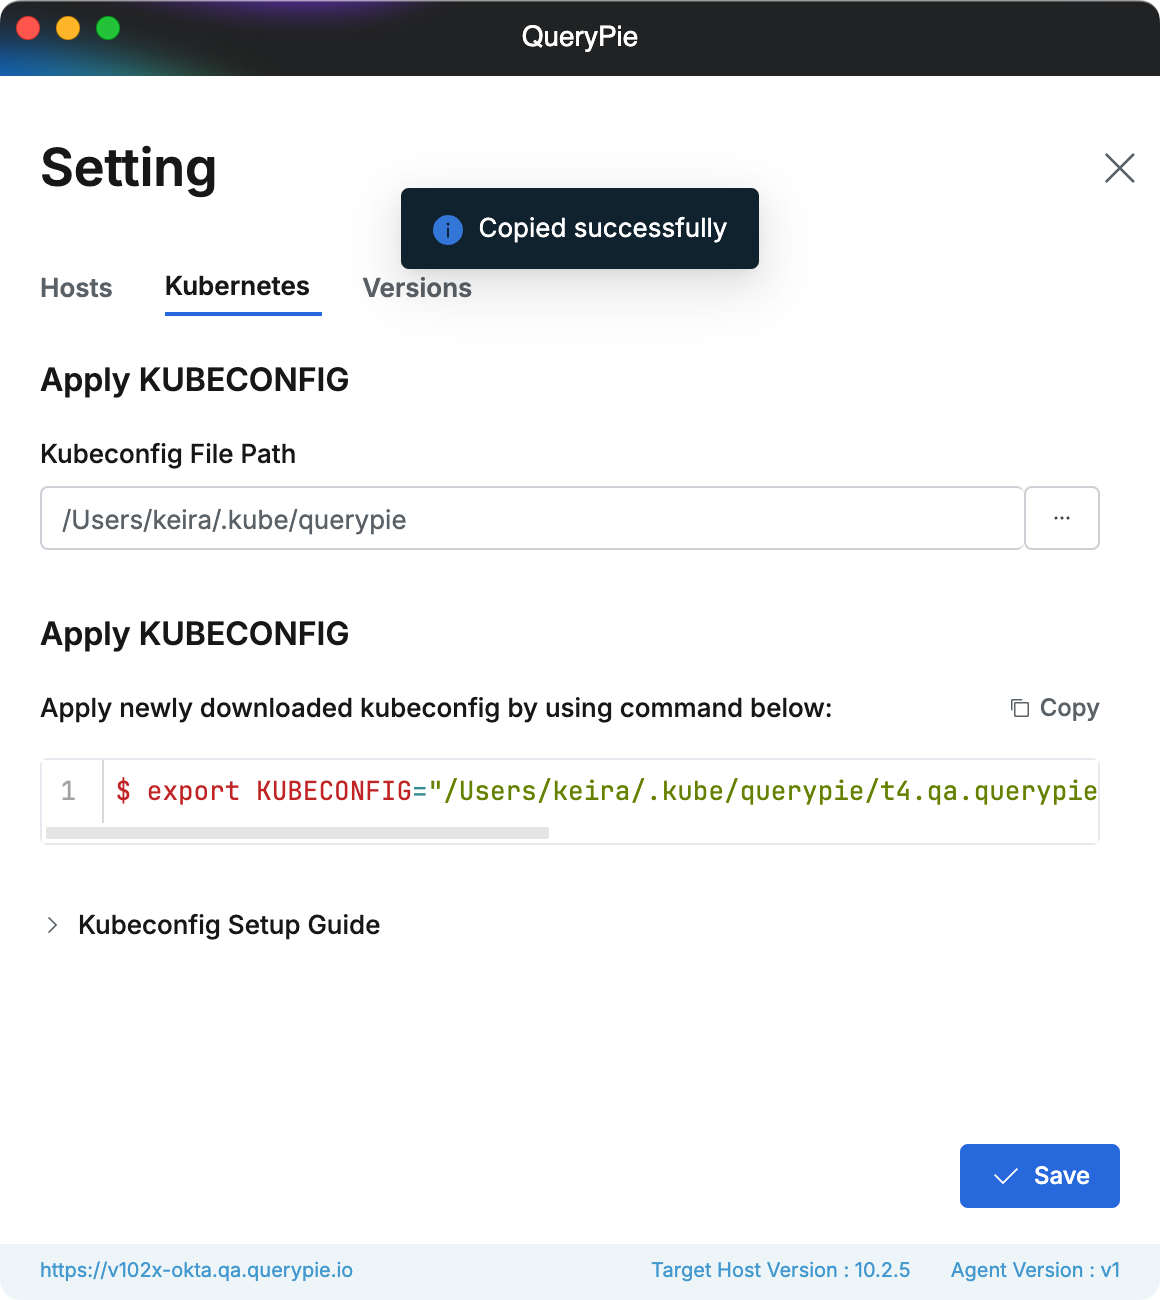 QueryPie
Setting
Copied successfully
Hosts Kubernetes Versions
Apply KUBECONFIG
Kubeconfig File Path
/Users/keira/.kube/querypie
...
Apply KUBECONFIG
Apply newly downloaded kubeconfig by using command below:
Copy
1 $ export KUBECONFIG="/Users/keira/.kube/querypie/t4.qa.querypie
Kubeconfig Setup Guide
Save
https://v102x-okta.qa.querypie.io Target Host Version : 10.2.5 Agent Version : v1